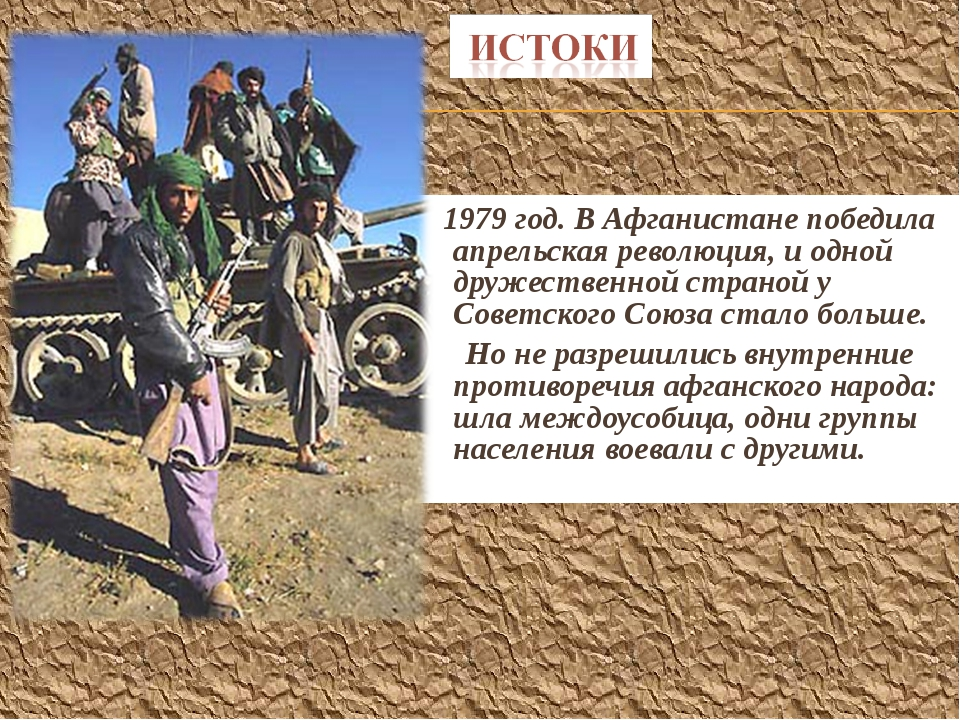 ИСТОКИ
1979 год. В Афганистане победила
апрельская революция, и одной
дружественной страной у
Советского Союза стало больше.
Но не разрешились внутренние
противоречия афганского народа:
шла междоусобица, одни группы
населения воевали с другими.